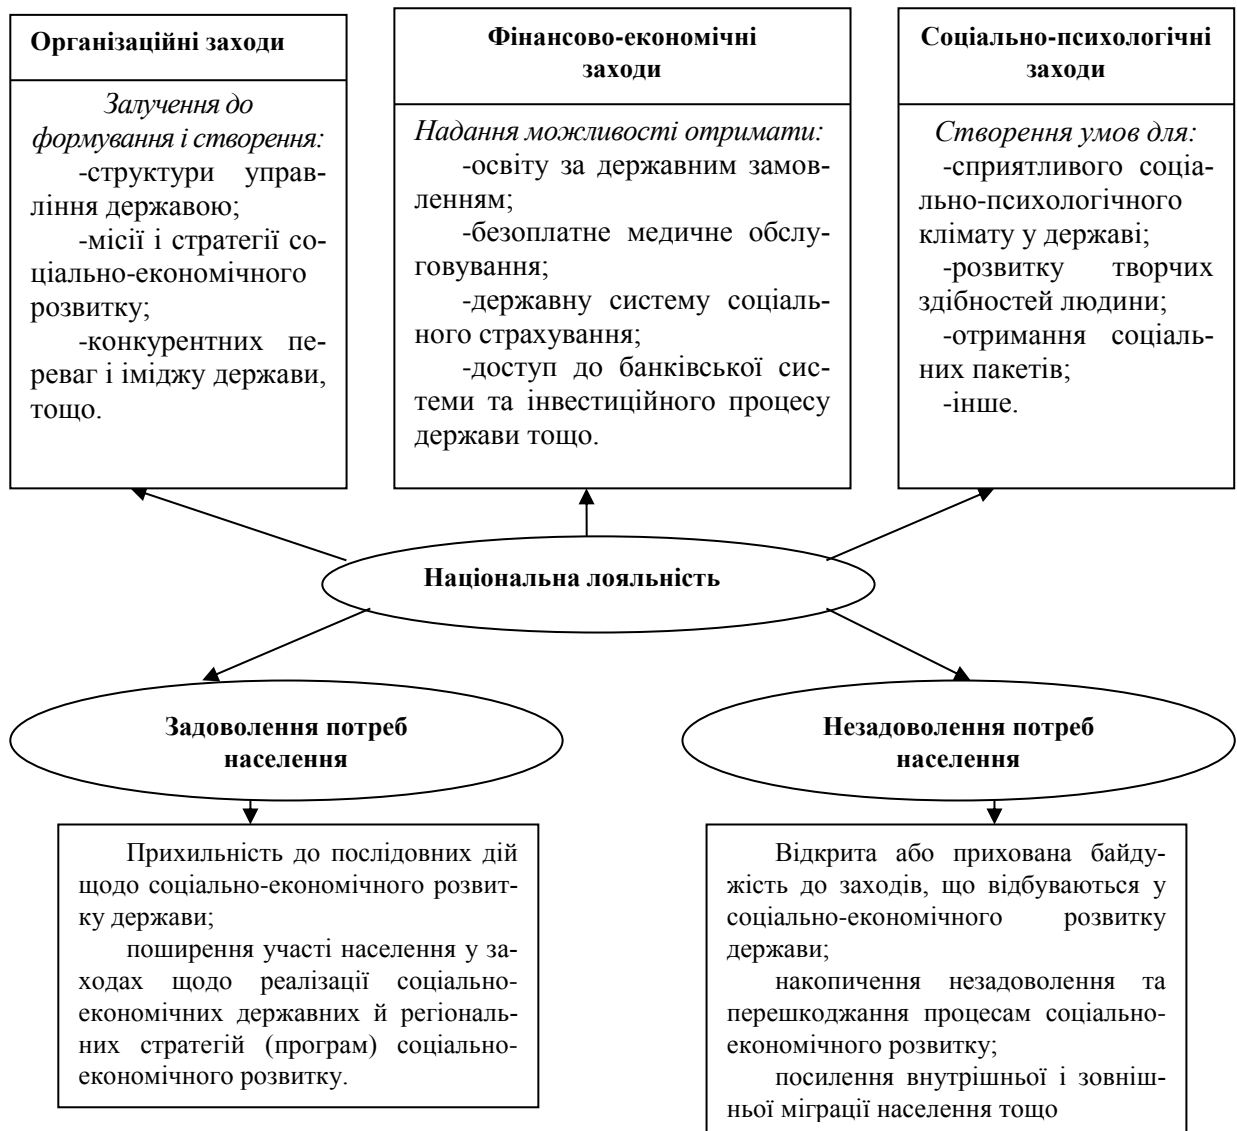 Організаційні заходи
Залучення до
формування і створення:
-структури управ-
ління державою;
-місії і стратегії со-
ціально-економічного
розвитку;
-конкурентних пе-
реваг і іміджу держави,
тощо.
Фінансово-економічні
заходи
Надання можливості отримати:
-освіту за державним замов-
ленням;
-безоплатне медичне обслу-
говування;
-державну систему соціаль-
ного страхування;
-доступ до банківської сис-
теми та інвестиційного процесу
держави тощо.
Соціально-психологічні
заходи
Створення умов для:
-сприятливого соціа-
льно-психологічного
клімату у державі;
-розвитку творчих
здібностей людини;
-отримання соціаль-
них пакетів;
-інше.
Національна лояльність
Задоволення потреб
населення
Незадоволення потреб
населення
Прихильність до послідовних дій
щодо соціально-економічного розвит-
ку держави;
поширення участі населення у за-
ходах щодо реалізації соціально-
економічних державних й регіональ-
них стратегій (програм) соціально-
економічного розвитку.
Відкрита або прихована байду-
жість до заходів, що відбуваються у
соціально-економічного розвитку
держави;
накопичення незадоволення та
перешкоджання процесам соціально-
економічного розвитку;
посилення внутрішньої і зовніш-
ньої міграції населення тощо